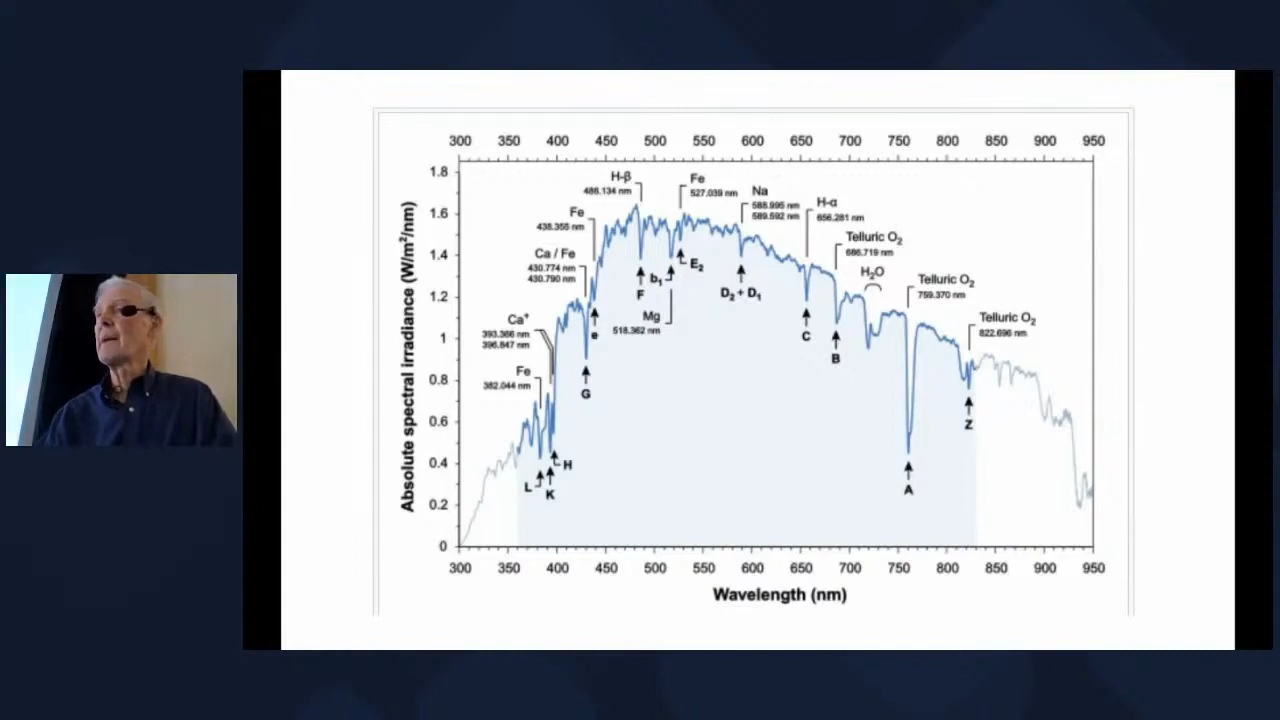 300 350 400 450 500 550 600 650 700 750 800 850 900 950
1.8
1.6
1.4
1.2
1
0.8
0.6
0.4
0.2
0
Absolute spectral irradiance (W/m²/nm)
H-β
486.134 nm
Fe
527.039 nm
Na
588.995 nm
589.592 nm
Fe
438.355 nm
H-α
656.281 nm
Ca / Fe
430.774 nm
430.790 nm
Telluric O₂
686.719 nm
H₂O
Telluric O₂
759.370 nm
Ca⁺
393.366 nm
396.847 nm
Mg
518.362 nm
Telluric O₂
822.696 nm
Fe
382.044 nm
L
K
H
G
e
F
b₁
E₂
D₂ + D₁
C
B
A
Z
300 350 400 450 500 550 600 650 700 750 800 850 900 950
Wavelength (nm)